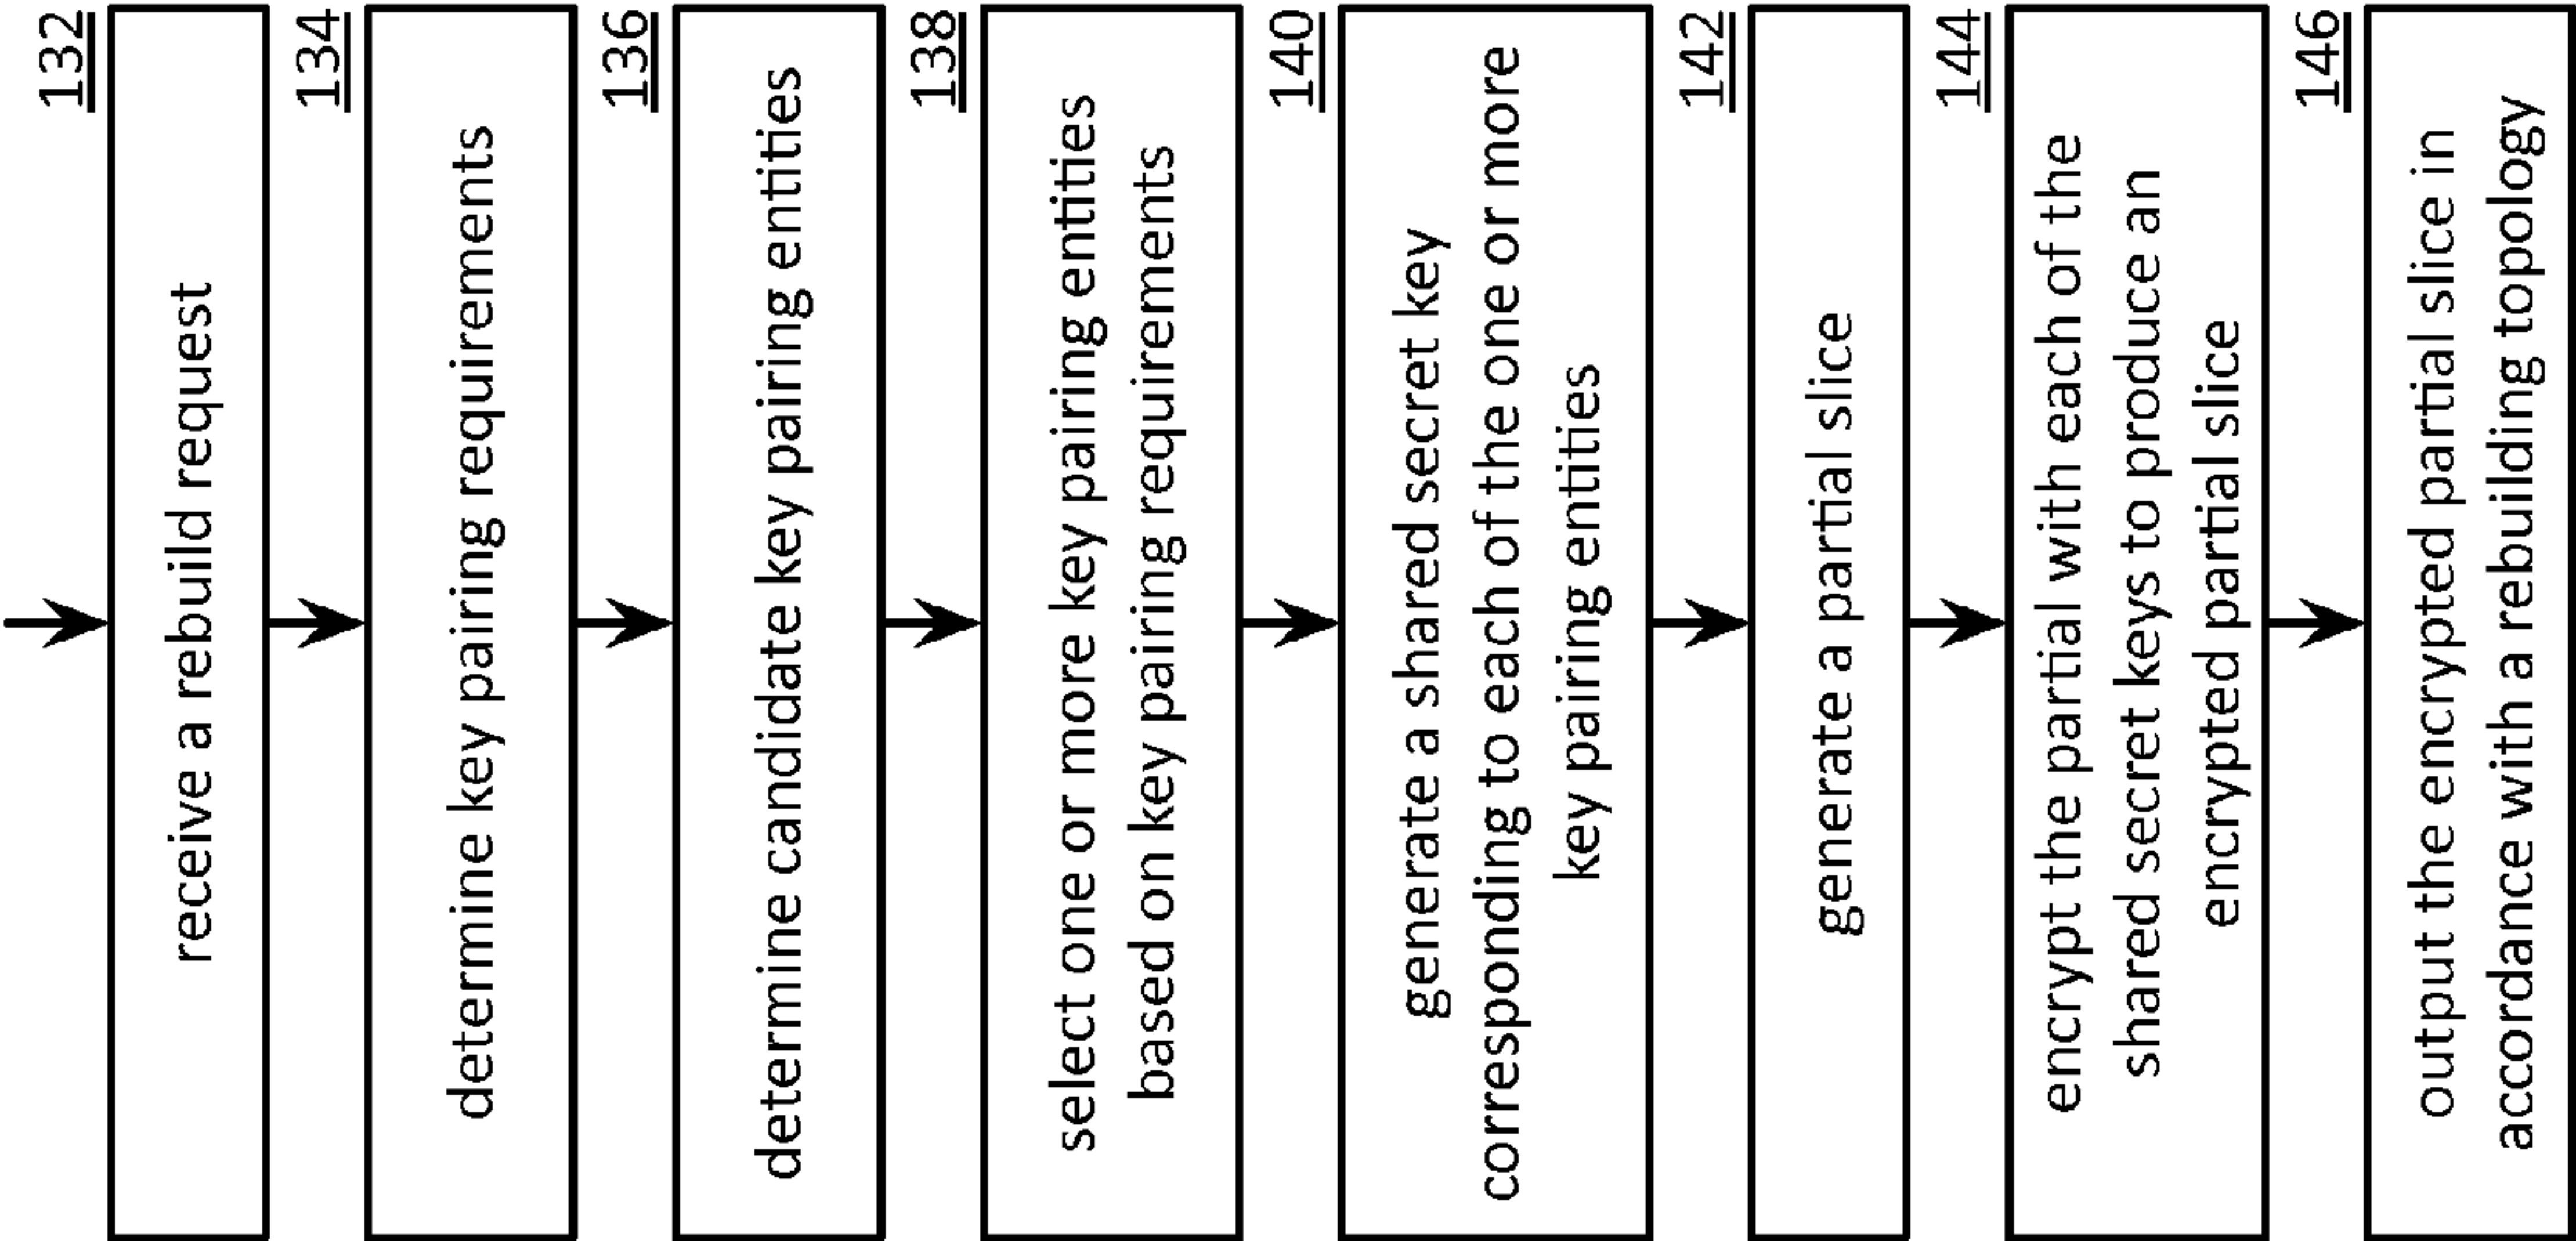 132
receive a rebuild request
134
determine key pairing requirements
136
determine candidate key pairing entities
138
select one or more key pairing entities
based on key pairing requirements
140
generate a shared secret key
corresponding to each of the one or more
key pairing entities
142
generate a partial slice
144
encrypt the partial with each of the
shared secret keys to produce an
encrypted partial slice
146
output the encrypted partial slice in
accordance with a rebuilding topology